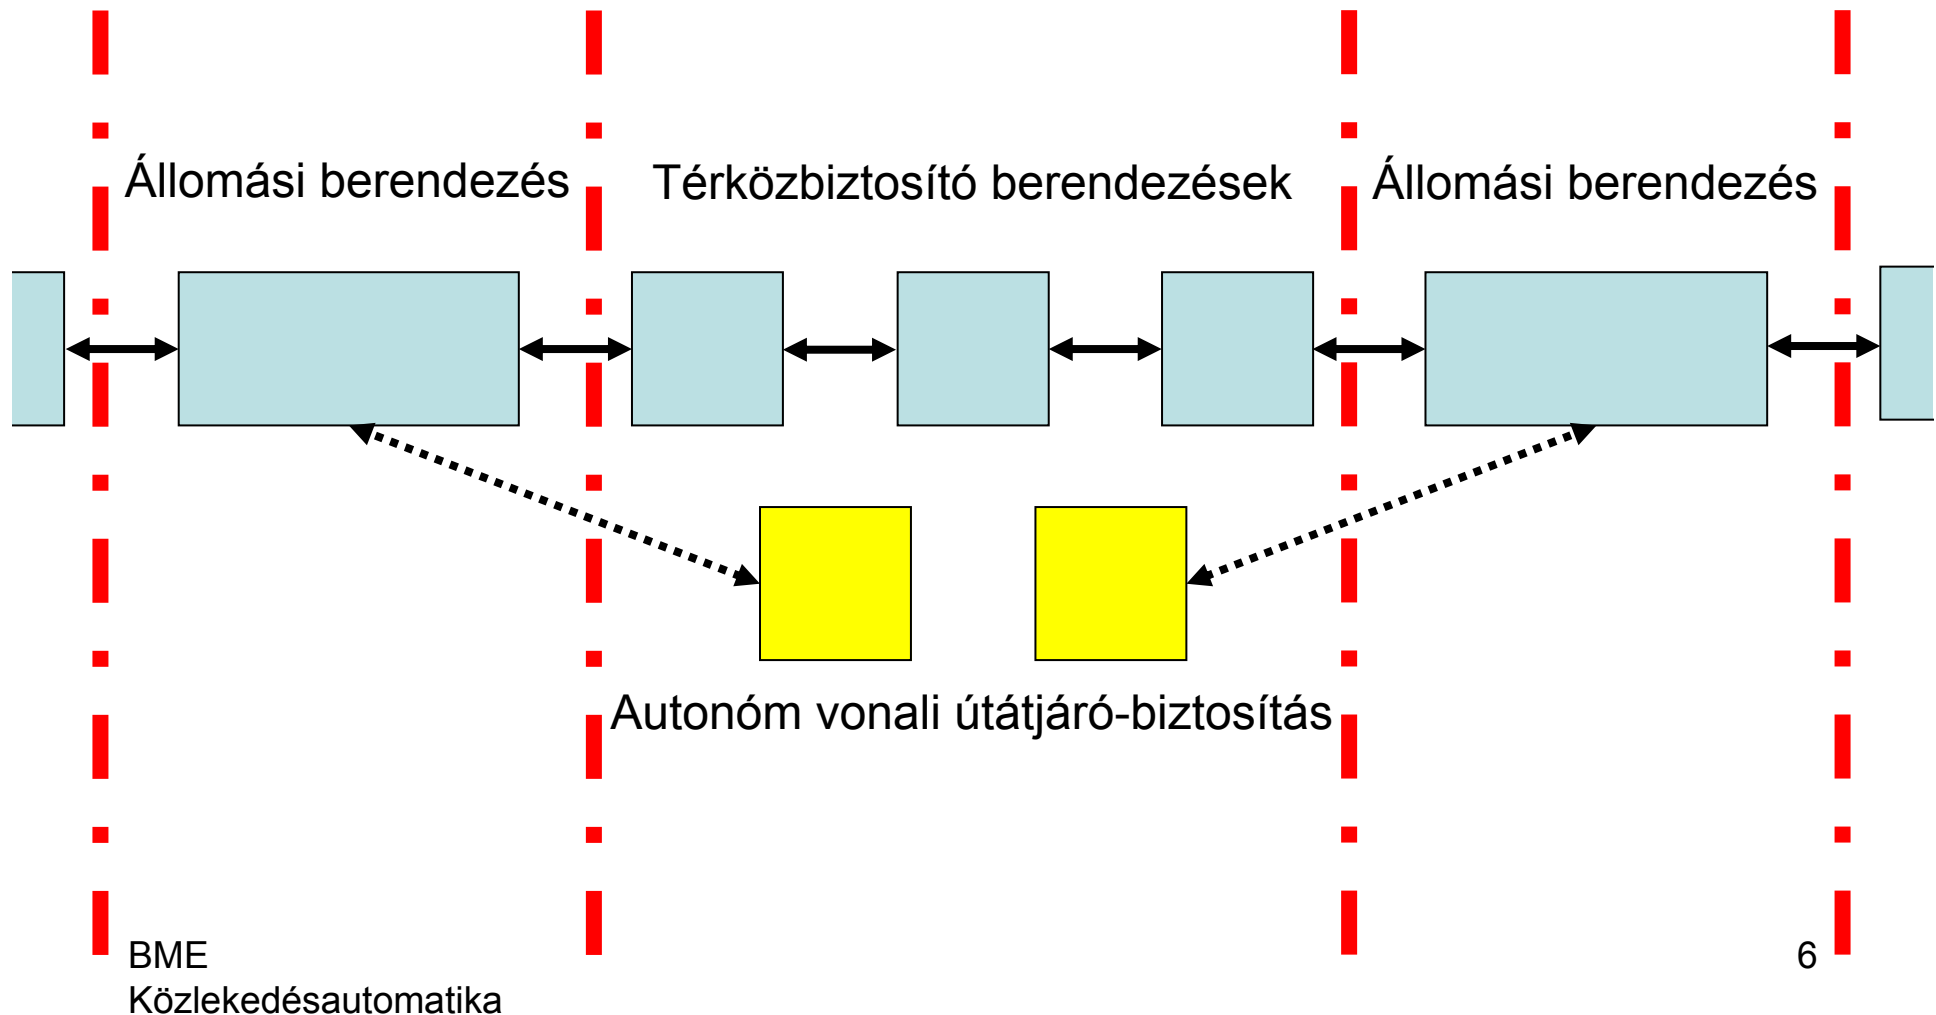 Állomási berendezés
Térközbiztosító berendezések
Állomási berendezés
Autonóm vonali útátjáró-biztosítás
BME
Közlekedésautomatika
6